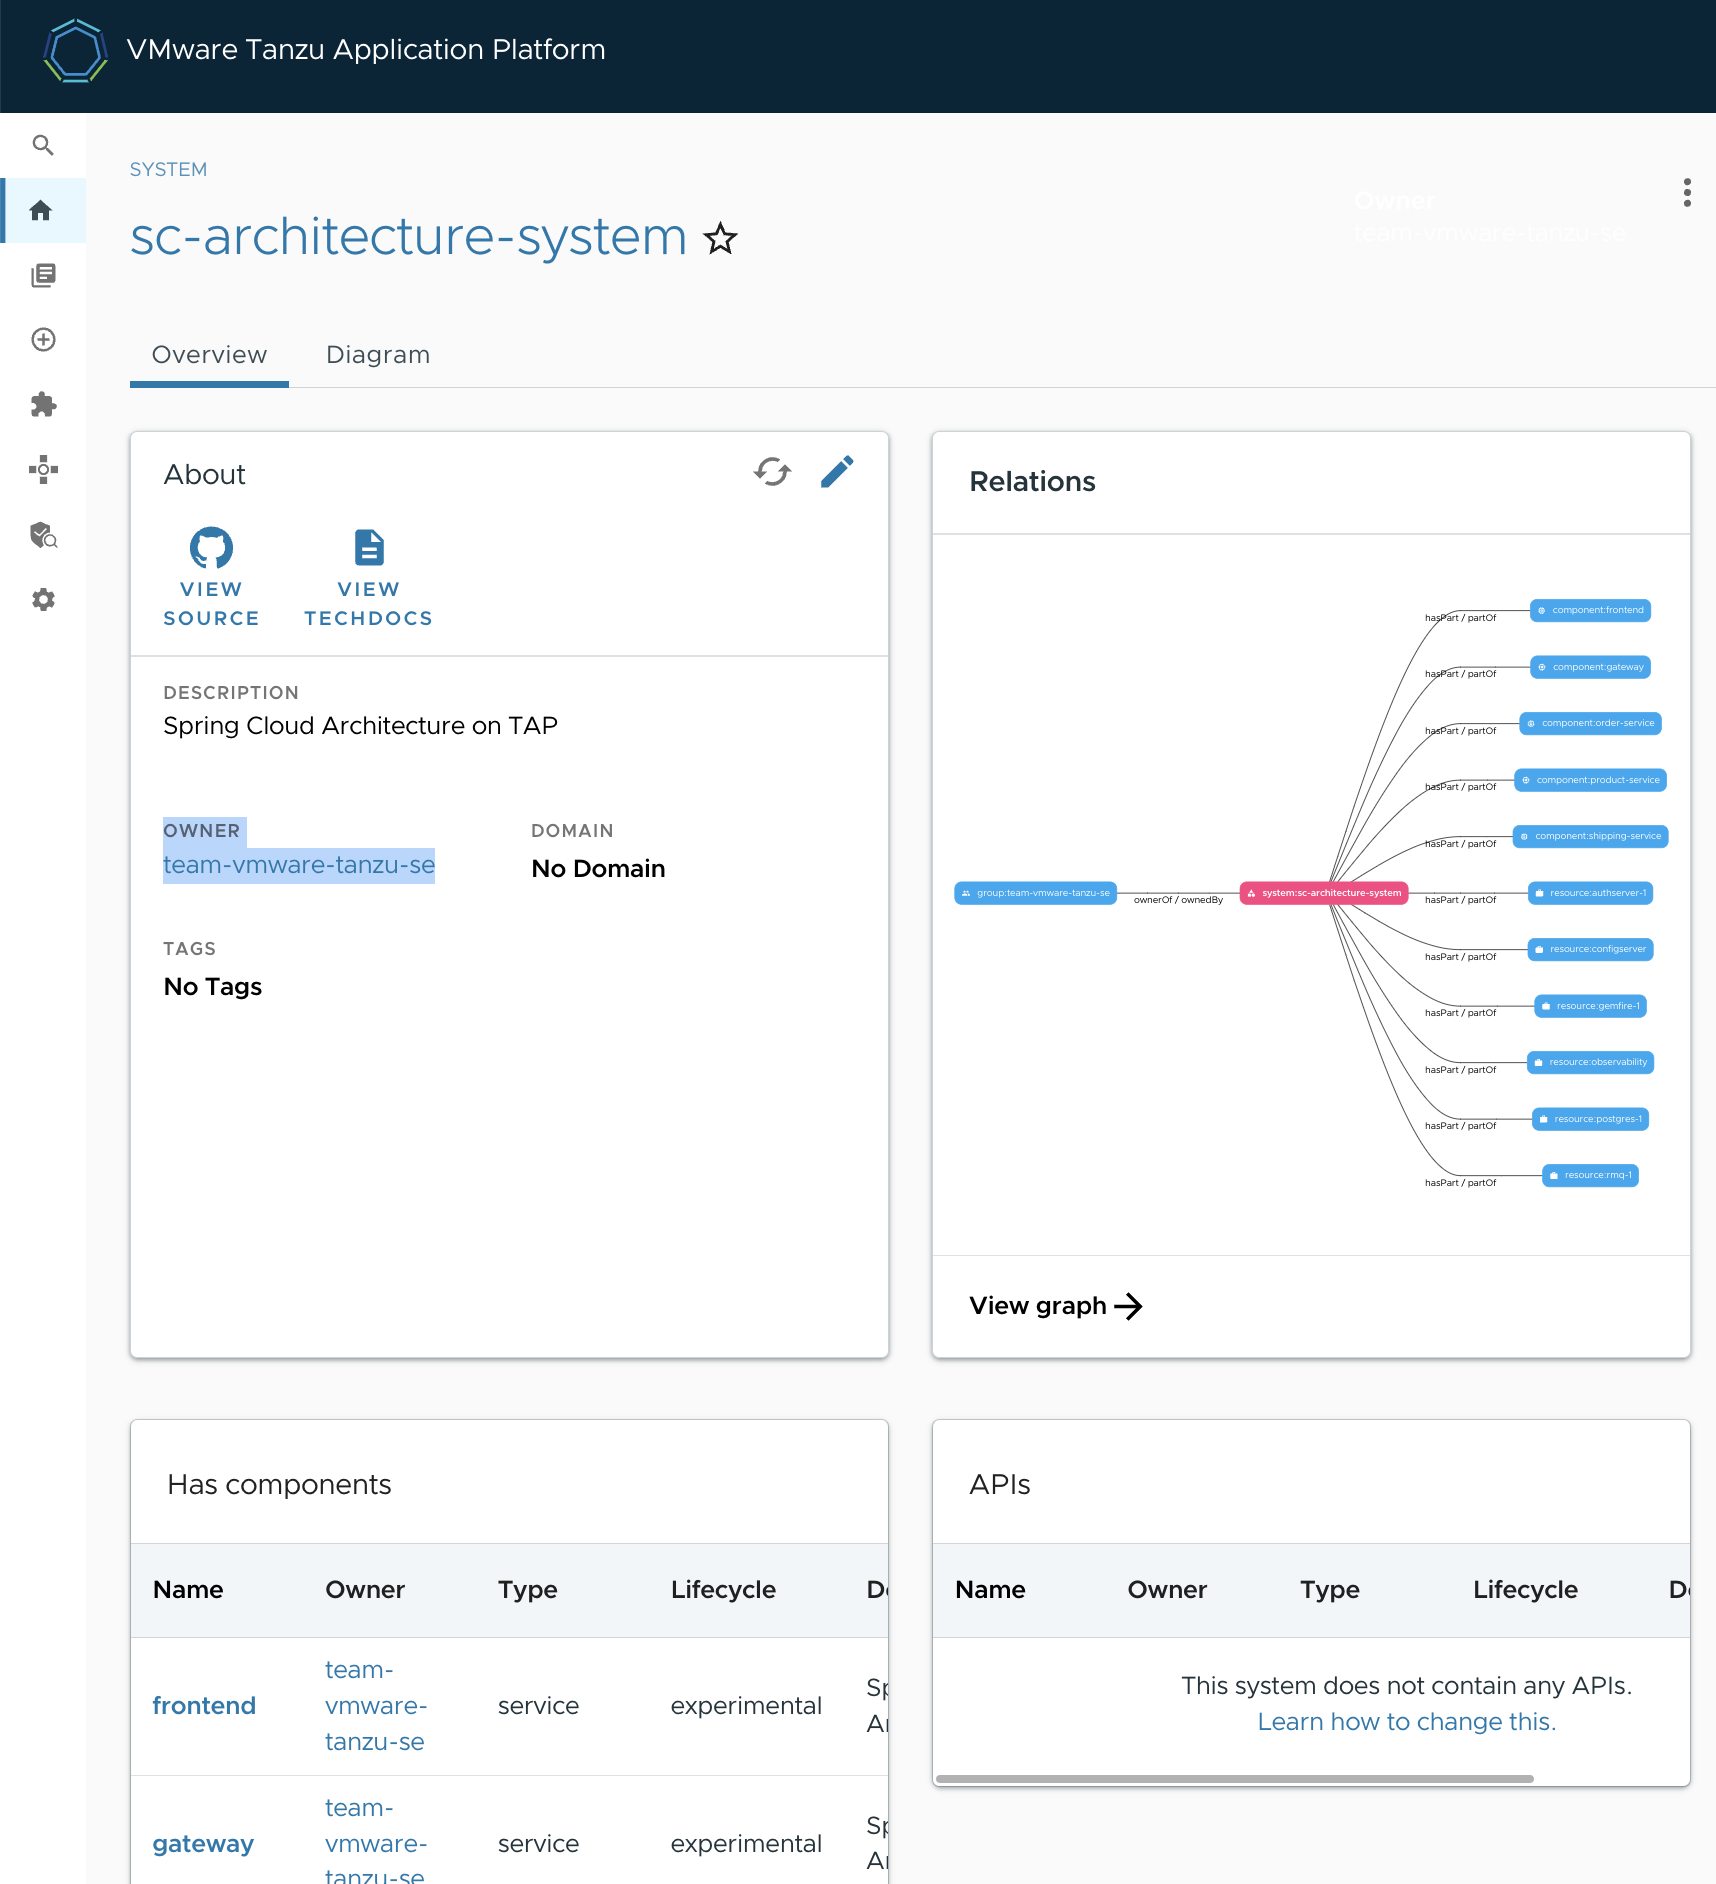 VMware Tanzu Application Platform
SYSTEM
sc-architecture-system
Owner
team-vmware-tanzu-se
Overview
Diagram
About
VIEW
SOURCE
VIEW
TECHDOCS
DESCRIPTION
Spring Cloud Architecture on TAP
OWNER
team-vmware-tanzu-se
DOMAIN
No Domain
TAGS
No Tags
Relations
hasPart / partOf
component:frontend
hasPart / partOf
component:gateway
hasPart / partOf
component:order-service
hasPart / partOf
component:product-service
hasPart / partOf
component:shipping-service
group:team-vmware-tanzu-se
ownerOf / ownedBy
system:sc-architecture-system
hasPart / partOf
resource:authserver-1
hasPart / partOf
resource:configserver
hasPart / partOf
resource:gemfire-1
hasPart / partOf
resource:observability
hasPart / partOf
resource:postgres-1
hasPart / partOf
resource:rmq-1
View graph
Has components
Name Owner Type Lifecycle
frontend
team-
vmware-
tanzu-se
service
experimental
Sp
Ar
gateway
team-
vmware-
tanzu-se
service
experimental
Sp
Ar
APIs
Name Owner Type Lifecycle
This system does not contain any APIs.
Learn how to change this.